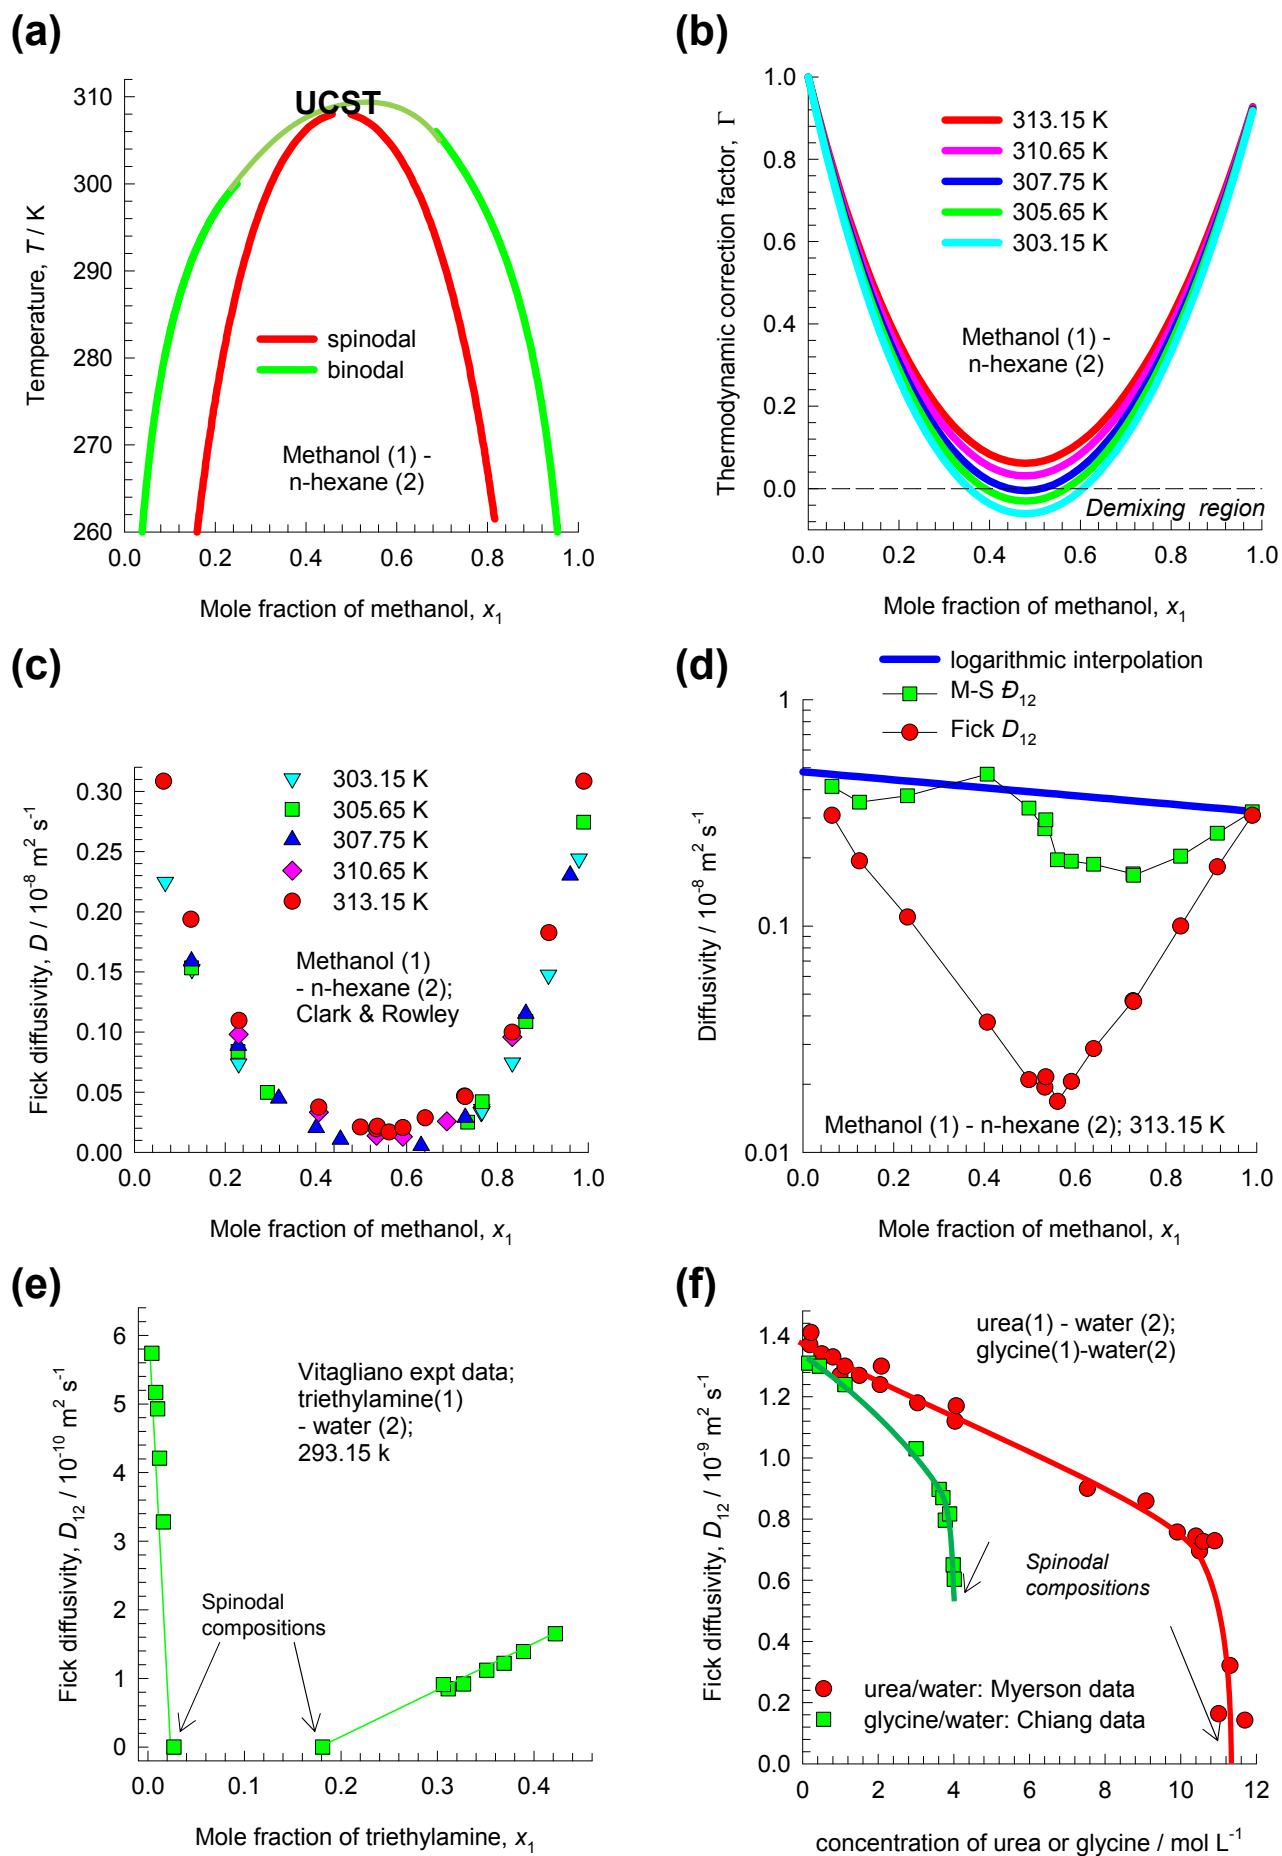 (a)
UCST
310
300
290
280
270
260
Temperature, T / K
spinodal
binodal
Methanol (1) -
n-hexane (2)
0.0 0.2 0.4 0.6 0.8 1.0
Mole fraction of methanol, x₁
(b)
1.0
0.8
0.6
0.4
0.2
0.0
Thermodynamic correction factor, Γ
313.15 K
310.65 K
307.75 K
305.65 K
303.15 K
Methanol (1) -
n-hexane (2)
Demixing region
0.0 0.2 0.4 0.6 0.8 1.0
Mole fraction of methanol, x₁
(c)
0.30
0.25
0.20
0.15
0.10
0.05
0.00
Fick diffusivity, D / 10⁻⁸ m² s⁻¹
303.15 K
305.65 K
307.75 K
310.65 K
313.15 K
Methanol (1)
- n-hexane (2);
Clark & Rowley
0.0 0.2 0.4 0.6 0.8 1.0
Mole fraction of methanol, x₁
(d)
logarithmic interpolation
M-S Đ₁₂
Fick D₁₂
1
0.1
0.01
Diffusivity / 10⁻⁸ m² s⁻¹
Methanol (1) - n-hexane (2); 313.15 K
0.0 0.2 0.4 0.6 0.8 1.0
Mole fraction of methanol, x₁
(e)
6
5
4
3
2
1
0
Fick diffusivity, D₁₂ / 10⁻¹⁰ m² s⁻¹
Vitagliano expt data;
triethylamine(1)
- water (2);
293.15 k
Spinodal
compositions
0.0 0.1 0.2 0.3 0.4
Mole fraction of triethylamine, x₁
(f)
1.4
1.2
1.0
0.8
0.6
0.4
0.2
0.0
Fick diffusivity, D₁₂ / 10⁻⁹ m² s⁻¹
urea(1) - water (2);
glycine(1)-water(2)
Spinodal
compositions
urea/water: Myerson data
glycine/water: Chiang data
0 2 4 6 8 10 12
concentration of urea or glycine / mol L⁻¹